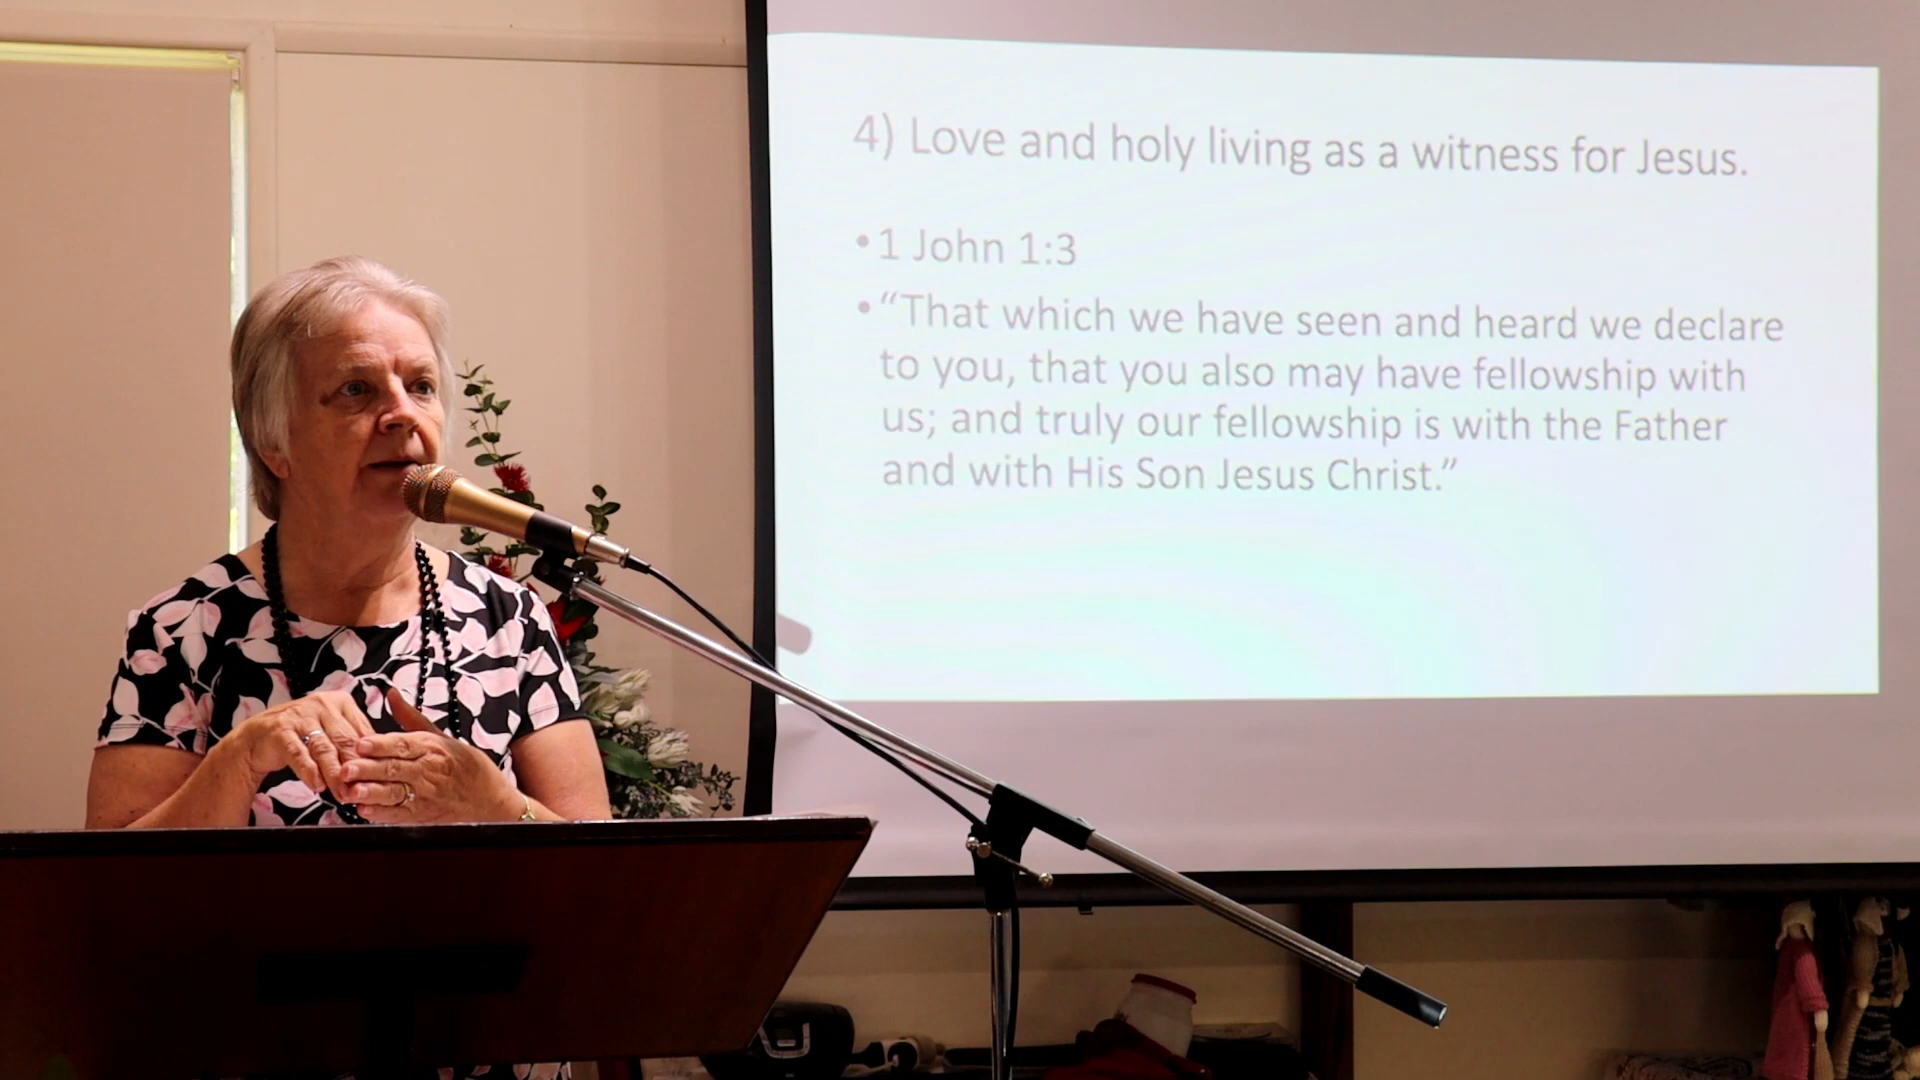 4) Love and holy living as a witness for Jesus.
• 1 John 1:3
• “That which we have seen and heard we declare
to you, that you also may have fellowship with
us; and truly our fellowship is with the Father
and with His Son Jesus Christ.”